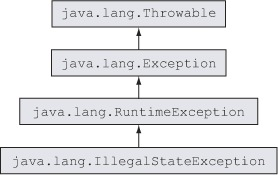 java.lang.Throwable
java.lang.Exception
java.lang.RuntimeException
java.lang.IllegalStateException